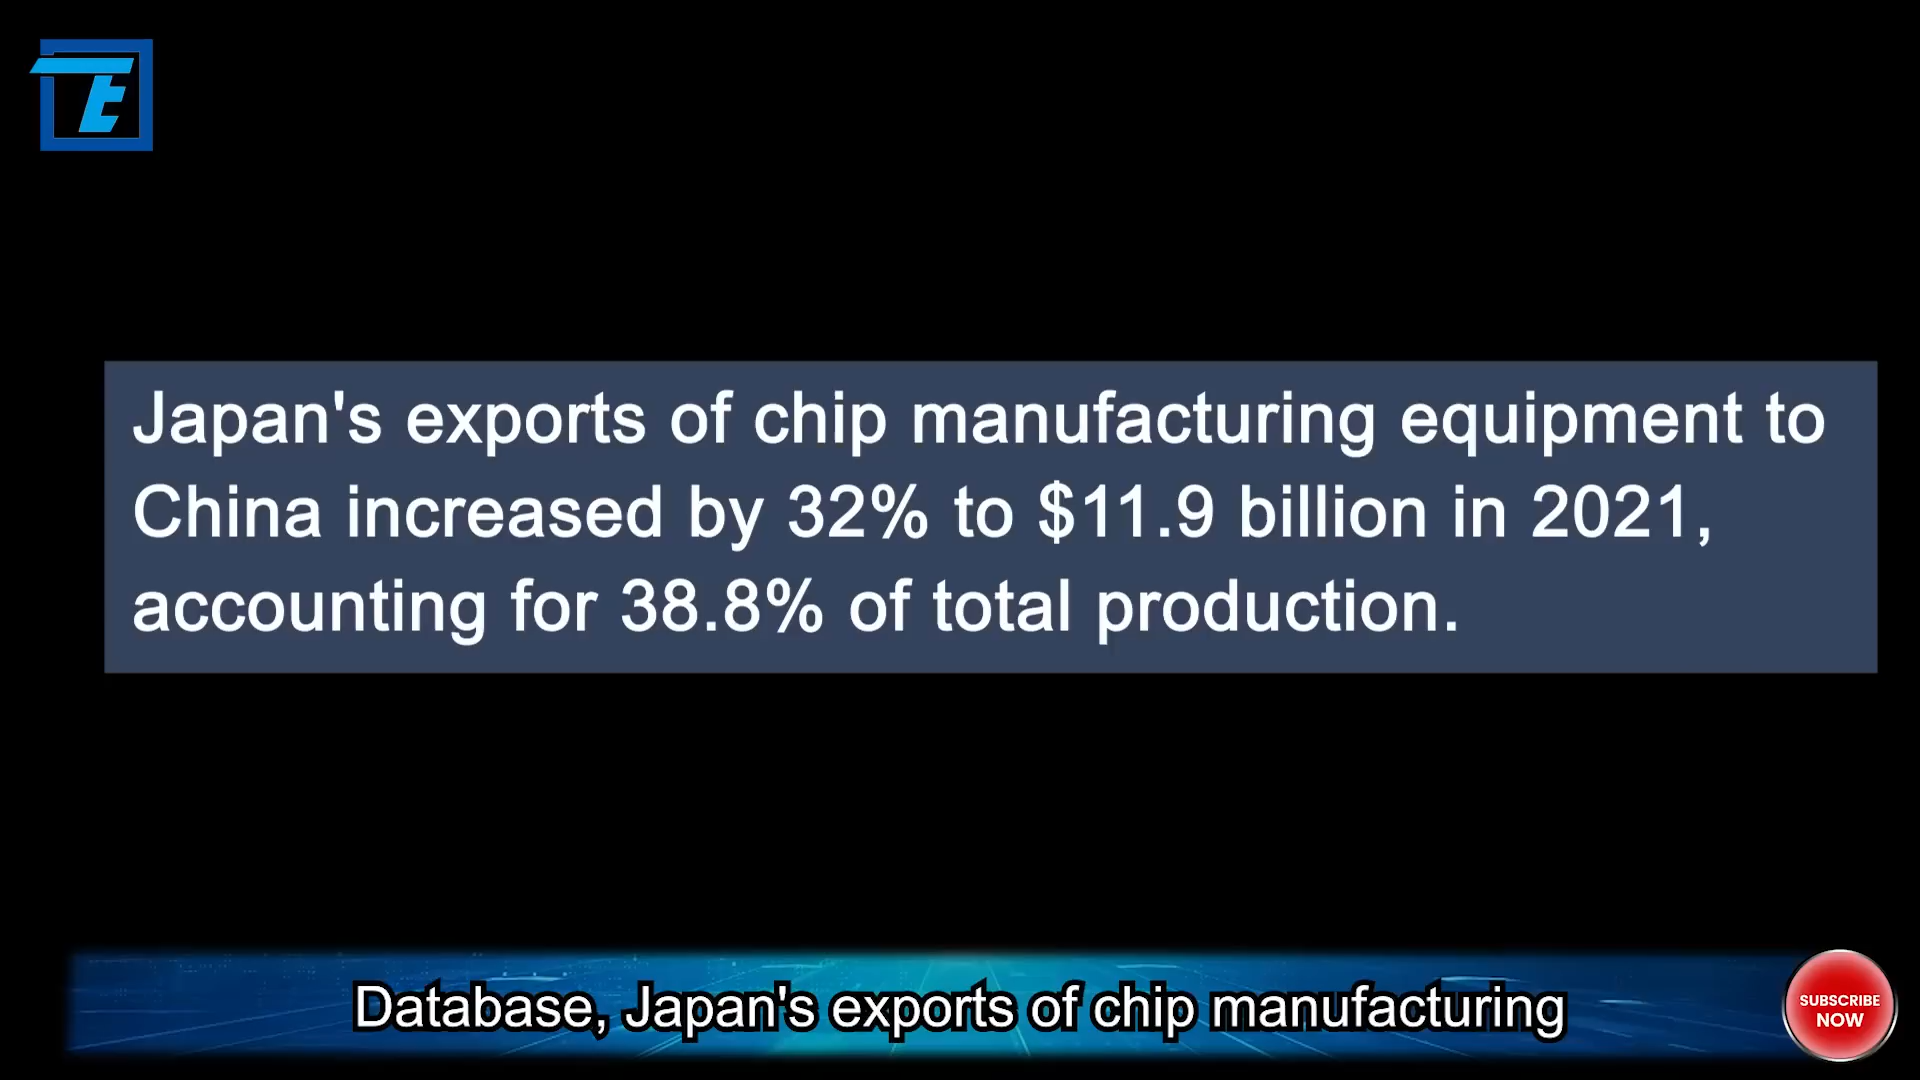 TE
Japan's exports of chip manufacturing equipment to
China increased by 32% to $11.9 billion in 2021,
accounting for 38.8% of total production.
Database, Japan's exports of chip manufacturing
SUBSCRIBE
NOW